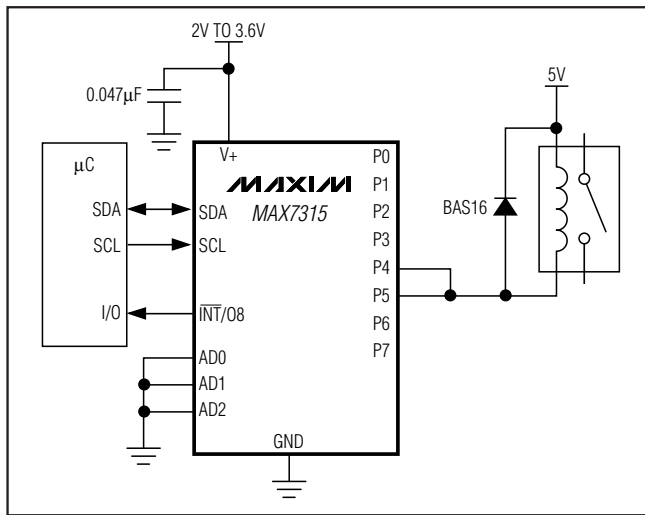 2V TO 3.6V
0.047µF
5V
µC
V+
P0
MAXIM
P1
SDA
SDA
MAX7315
P2
BAS16
SCL
SCL
P3
P4
P5
I/O
INT/O8
P6
P7
AD0
AD1
AD2
GND